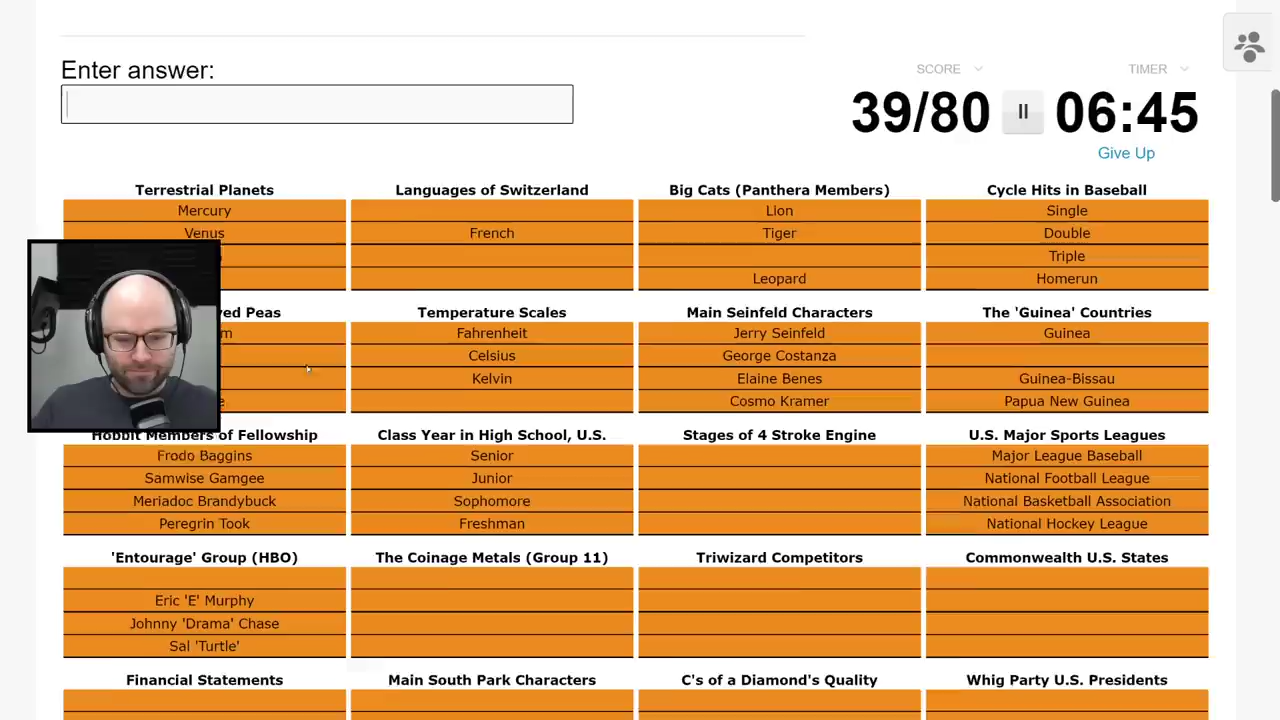 Enter answer:
SCORE
TIMER
39/80
06:45
Give Up
Terrestrial Planets
Mercury
Venus
Languages of Switzerland
French
Big Cats (Panthera Members)
Lion
Tiger
Leopard
Cycle Hits in Baseball
Single
Double
Triple
Homerun
Peas
Temperature Scales
Fahrenheit
Celsius
Kelvin
Main Seinfeld Characters
Jerry Seinfeld
George Costanza
Elaine Benes
Cosmo Kramer
The 'Guinea' Countries
Guinea
Guinea-Bissau
Papua New Guinea
Hobbit Members of Fellowship
Frodo Baggins
Samwise Gamgee
Meriadoc Brandybuck
Peregrin Took
Class Year in High School, U.S.
Senior
Junior
Sophomore
Freshman
Stages of 4 Stroke Engine
U.S. Major Sports Leagues
Major League Baseball
National Football League
National Basketball Association
National Hockey League
'Entourage' Group (HBO)
Eric 'E' Murphy
Johnny 'Drama' Chase
Sal 'Turtle'
The Coinage Metals (Group 11)
Triwizard Competitors
Commonwealth U.S. States
Financial Statements
Main South Park Characters
C's of a Diamond's Quality
Whig Party U.S. Presidents